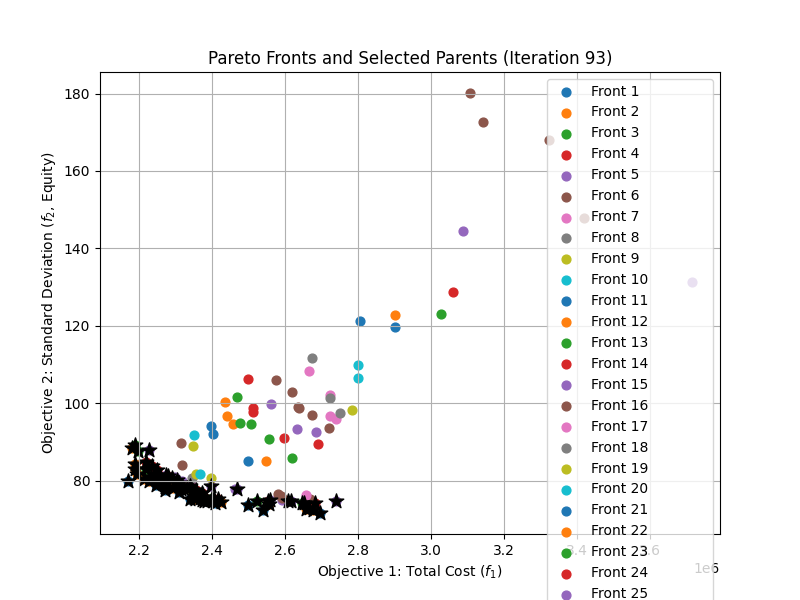 Pareto Fronts and Selected Parents (Iteration 93)
Objective 2: Standard Deviation (f₂, Equity)
180
160
140
120
100
80
2.2
2.4
2.6
2.8
3.0
3.2
3.4
3.6
1e6
Objective 1: Total Cost (f₁)
Front 1
Front 2
Front 3
Front 4
Front 5
Front 6
Front 7
Front 8
Front 9
Front 10
Front 11
Front 12
Front 13
Front 14
Front 15
Front 16
Front 17
Front 18
Front 19
Front 20
Front 21
Front 22
Front 23
Front 24
Front 25